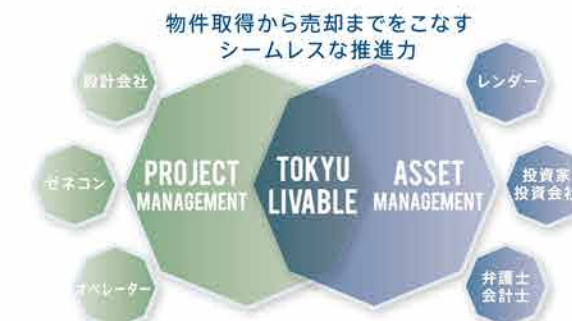 物件取得から売却までをこなす
シームレスな推進力
設計会社
レンダー
ゼネコン
PROJECT
MANAGEMENT
TOKYU
LIVABLE
ASSET
MANAGEMENT
投資家
投資会社
オペレーター
弁護士
会計士